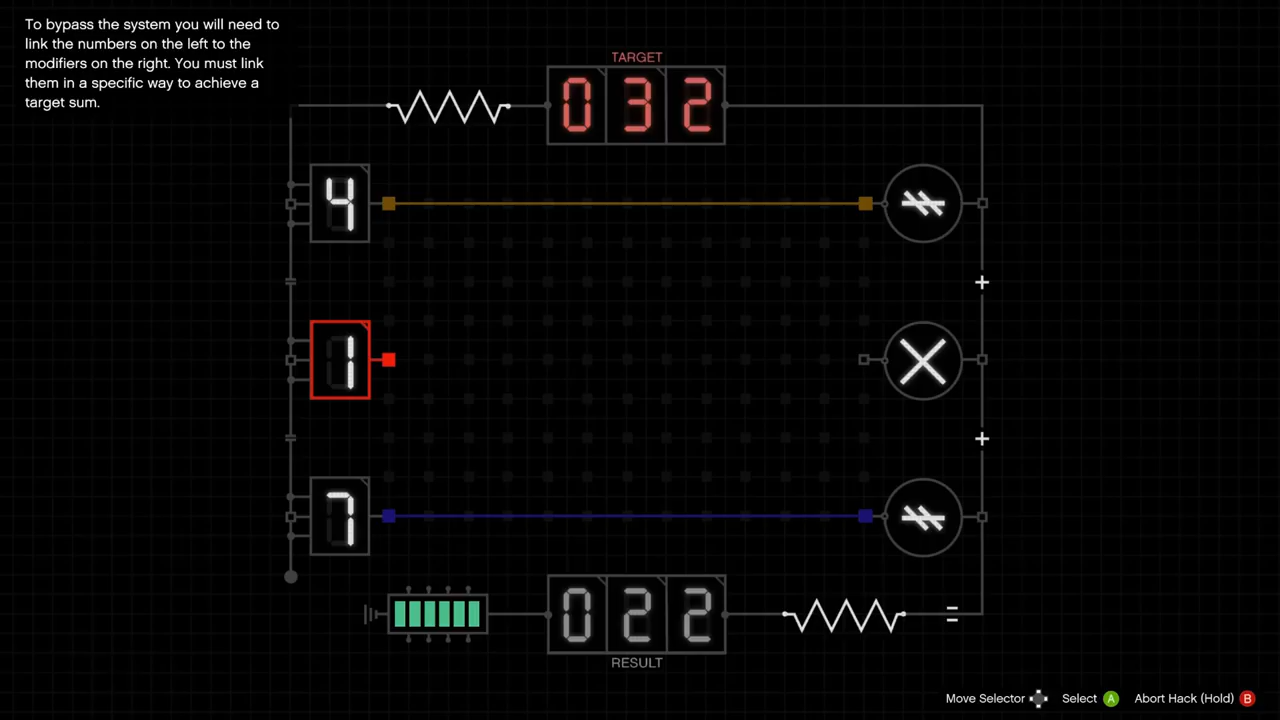 To bypass the system you will need to
link the numbers on the left to the
modifiers on the right. You must link
them in a specific way to achieve a
target sum.
TARGET
032
4
+
1
+
7
022
=
RESULT
Move Selector Select A Abort Hack (Hold) B